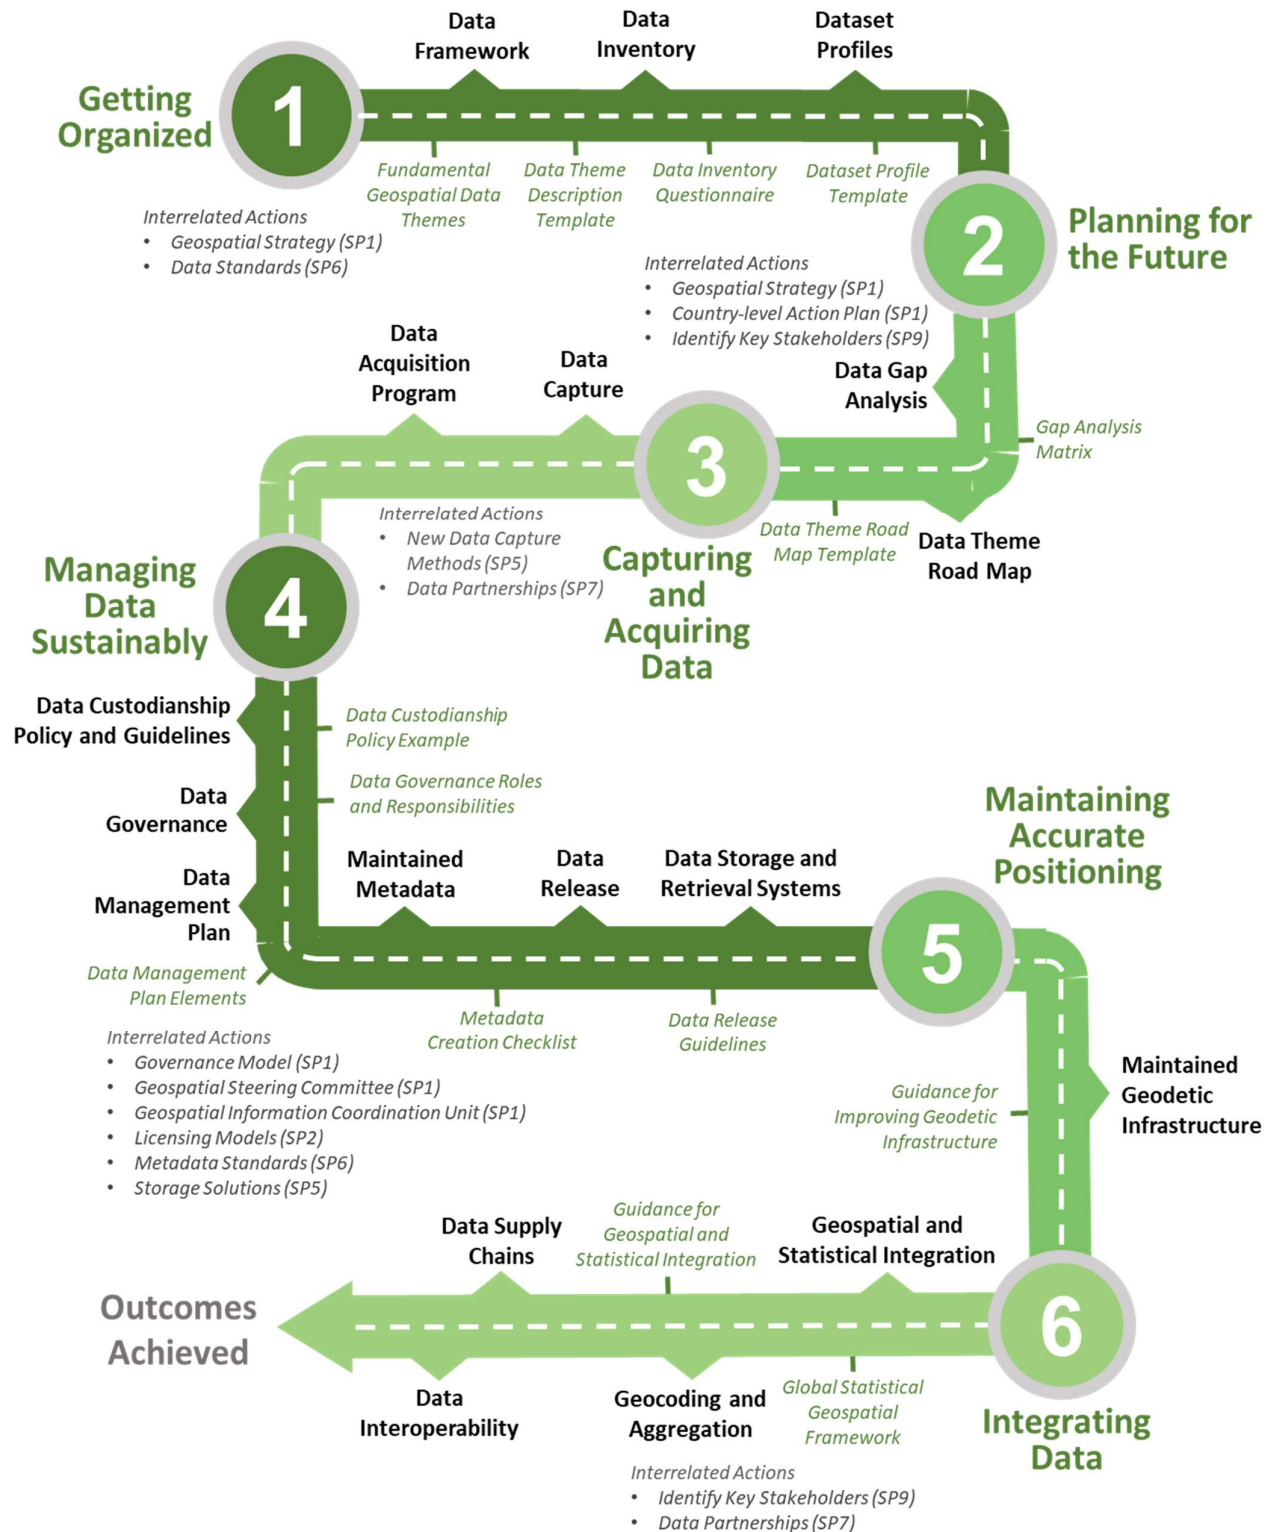 Data
Framework
Data
Inventory
Dataset
Profiles
1
Getting
Organized
Fundamental
Geospatial Data
Themes
Data Theme
Description
Template
Data Inventory
Questionnaire
Dataset Profile
Template
Interrelated Actions
• Geospatial Strategy (SP1)
• Data Standards (SP6)
2
Planning for
the Future
Interrelated Actions
• Geospatial Strategy (SP1)
• Country-level Action Plan (SP1)
• Identify Key Stakeholders (SP9)
Data Gap
Analysis
Gap Analysis
Matrix
Data Theme Road
Map Template
Data Theme
Road Map
3
Capturing
and
Acquiring
Data
Data
Capture
Data
Acquisition
Program
Interrelated Actions
• New Data Capture
Methods (SP5)
• Data Partnerships (SP7)
4
Managing
Data
Sustainably
Data Custodianship
Policy and Guidelines
Data Custodianship
Policy Example
Data Governance Roles
and Responsibilities
Data
Governance
Data
Management
Plan
Data Management
Plan Elements
Maintained
Metadata
Data
Release
Data Storage and
Retrieval Systems
Metadata
Creation Checklist
Data Release
Guidelines
Interrelated Actions
• Governance Model (SP1)
• Geospatial Steering Committee (SP1)
• Geospatial Information Coordination Unit (SP1)
• Licensing Models (SP2)
• Metadata Standards (SP6)
• Storage Solutions (SP5)
5
Maintaining
Accurate
Positioning
Maintained
Geodetic
Infrastructure
Guidance for
Improving Geodetic
Infrastructure
6
Integrating
Data
Geospatial and
Statistical Integration
Guidance for
Geospatial and
Statistical Integration
Data Supply
Chains
Global Statistical
Geospatial
Framework
Geocoding and
Aggregation
Data
Interoperability
Interrelated Actions
• Identify Key Stakeholders (SP9)
• Data Partnerships (SP7)
Outcomes
Achieved